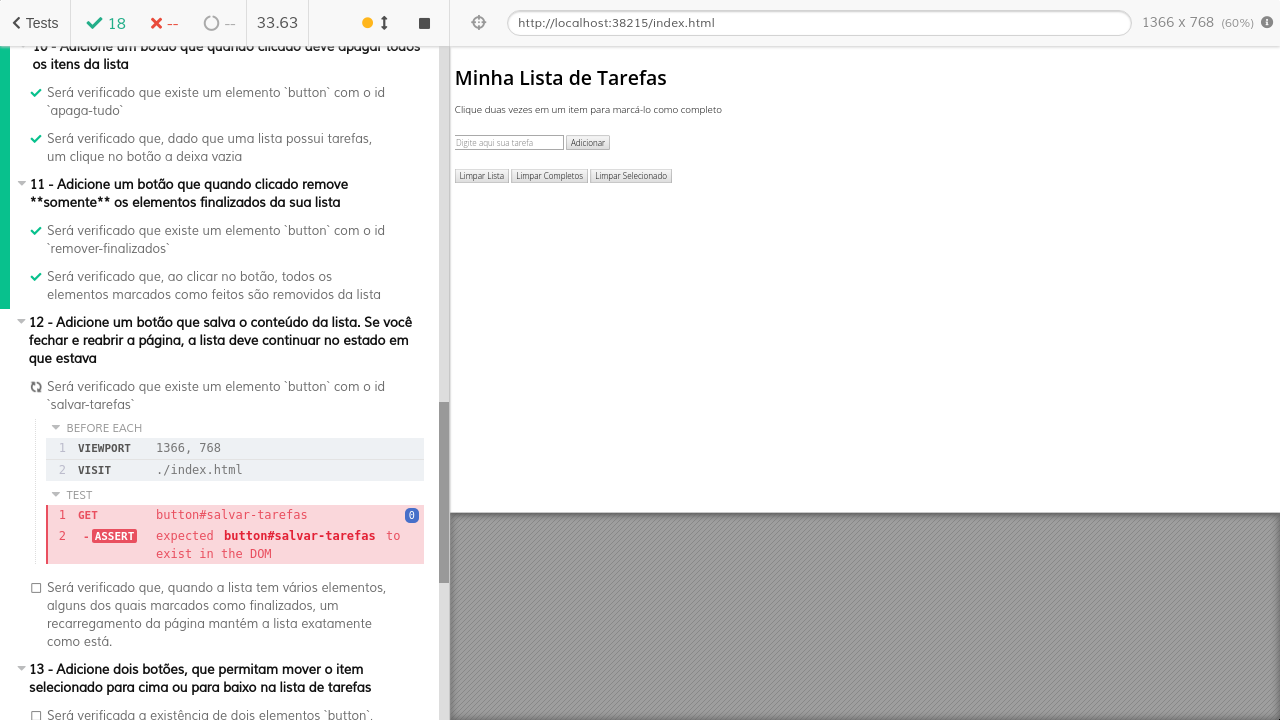 Tests
18
--
--
33.63
http://localhost:38215/index.html
1366 x 768 (60%)
10 - Adicione um botão que quando clicado deve apagar todos
os itens da lista
Será verificado que existe um elemento `button` com o id
`apaga-tudo`
Será verificado que, dado que uma lista possui tarefas,
um clique no botão a deixa vazia
11 - Adicione um botão que quando clicado remove
**somente** os elementos finalizados da sua lista
Será verificado que existe um elemento `button` com o id
`remover-finalizados`
Será verificado que, ao clicar no botão, todos os
elementos marcados como feitos são removidos da lista
12 - Adicione um botão que salva o conteúdo da lista. Se você
fechar e reabrir a página, a lista deve continuar no estado em
que estava
Será verificado que existe um elemento `button` com o id
`salvar-tarefas`
BEFORE EACH
1 VIEWPORT 1366, 768
2 VISIT ./index.html
TEST
1 GET button#salvar-tarefas 0
2 - ASSERT expected button#salvar-tarefas to
exist in the DOM
Será verificado que, quando a lista tem vários elementos,
alguns dos quais marcados como finalizados, um
recarregamento da página mantém a lista exatamente
como está.
13 - Adicione dois botões, que permitam mover o item
selecionado para cima ou para baixo na lista de tarefas
Será verificada a existência de dois elementos `button`,
Minha Lista de Tarefas
Clique duas vezes em um item para marcá-lo como completo
Digite aqui sua tarefa Adicionar
Limpar Lista Limpar Completos Limpar Selecionado